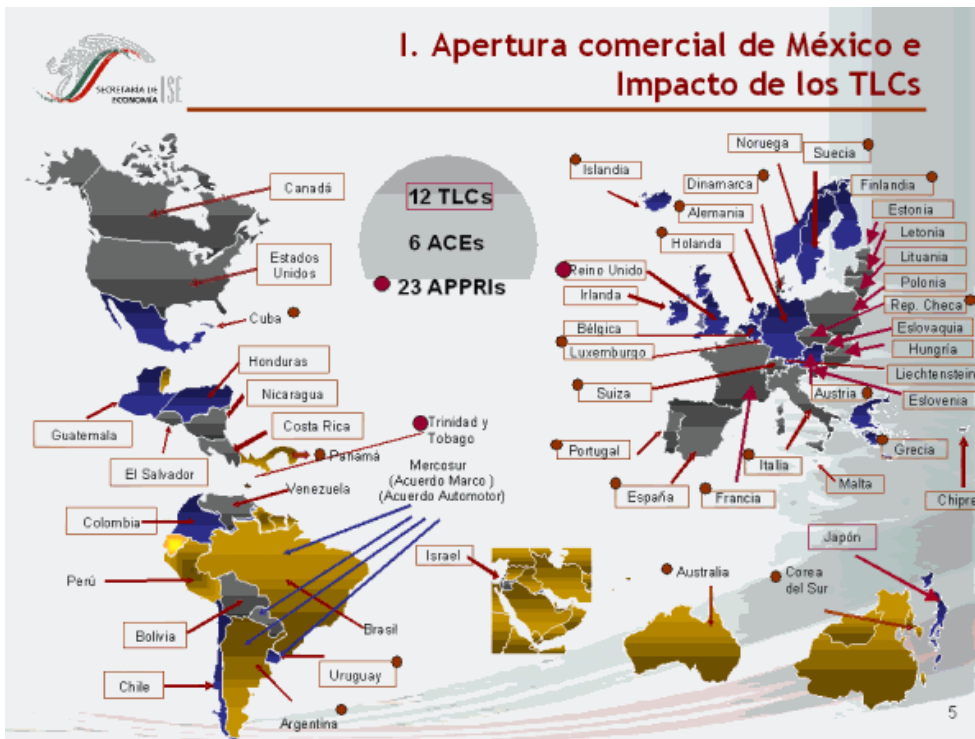 I. Apertura comercial de México e
Impacto de los TLCs
SECRETARÍA DE
ECONOMÍA
SE
12 TLCs
6 ACEs
23 APPRIs
Canadá
Estados
Unidos
Cuba
Honduras
Nicaragua
Costa Rica
Guatemala
El Salvador
Panamá
Trinidad y
Tobago
Mercosur
(Acuerdo Marco )
(Acuerdo Automotor)
Venezuela
Colombia
Perú
Bolivia
Brasil
Chile
Uruguay
Argentina
Noruega
Suecia
Islandia
Dinamarca
Finlandia
Alemania
Estonia
Holanda
Letonia
Lituania
Reino Unido
Polonia
Irlanda
Rep. Checa
Bélgica
Eslovaquia
Luxemburgo
Hungría
Liechtenstein
Suiza
Austria
Eslovenia
Portugal
Italia
Grecia
España
Francia
Malta
Chipre
Israel
Australia
Corea
del Sur
Japón
5